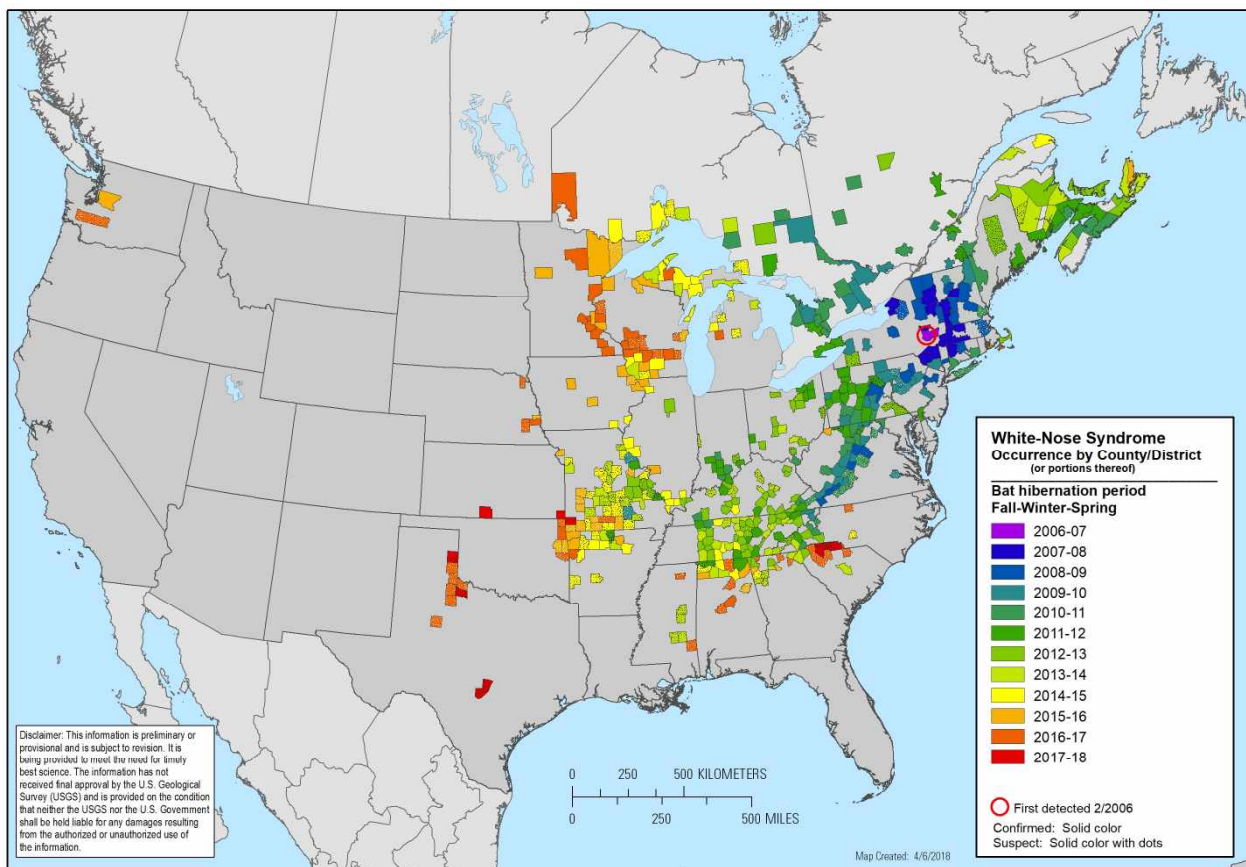 White-Nose Syndrome
Occurrence by County/District
(or portions thereof)
Bat hibernation period
Fall-Winter-Spring
2006-07
2007-08
2008-09
2009-10
2010-11
2011-12
2012-13
2013-14
2014-15
2015-16
2016-17
2017-18
First detected 2/2006
Confirmed: Solid color
Suspect: Solid color with dots
Disclaimer: This information is preliminary or
provisional and is subject to revision. It is
being provided to meet the need for timely
best science. The information has not
received final approval by the U.S. Geological
Survey (USGS) and is provided on the condition
that neither the USGS nor the U.S. Government
shall be held liable for any damages resulting
from the authorized or unauthorized use of
the information.
0 250 500 KILOMETERS
0 250 500 MILES
Map Created: 4/6/2018